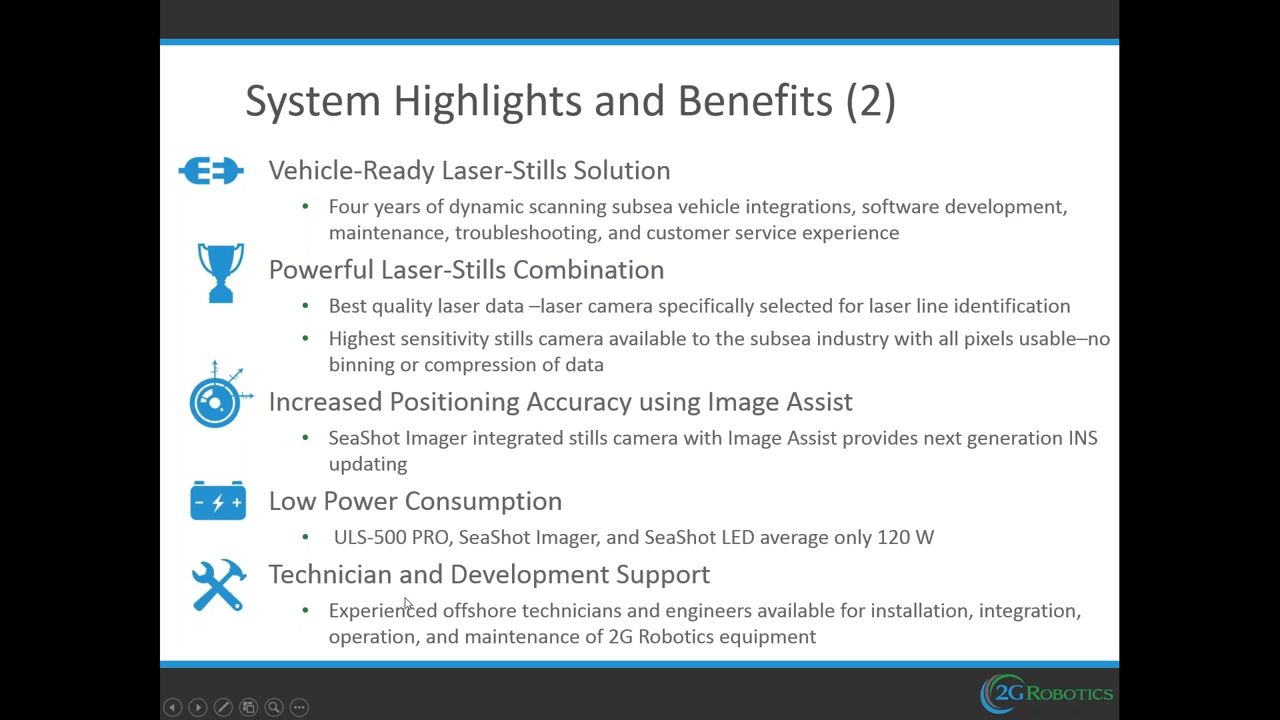 System Highlights and Benefits (2)
Vehicle-Ready Laser-Stills Solution
• Four years of dynamic scanning subsea vehicle integrations, software development,
maintenance, troubleshooting, and customer service experience
Powerful Laser-Stills Combination
• Best quality laser data –laser camera specifically selected for laser line identification
• Highest sensitivity stills camera available to the subsea industry with all pixels usable–no
binning or compression of data
Increased Positioning Accuracy using Image Assist
• SeaShot Imager integrated stills camera with Image Assist provides next generation INS
updating
Low Power Consumption
• ULS-500 PRO, SeaShot Imager, and SeaShot LED average only 120 W
Technician and Development Support
• Experienced offshore technicians and engineers available for installation, integration,
operation, and maintenance of 2G Robotics equipment
2G ROBOTICS